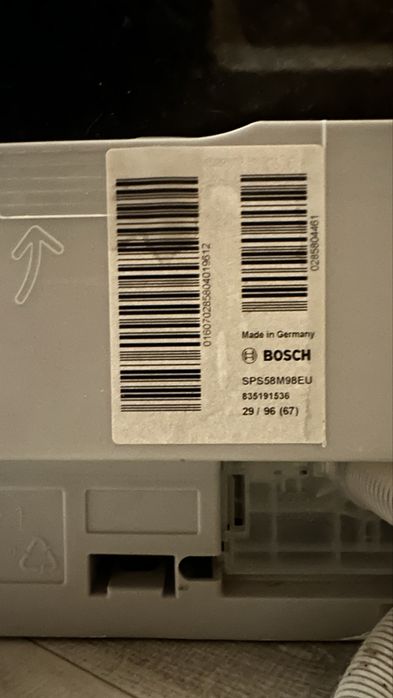 016070285804019612
0285804461
Made in Germany
BOSCH
SPS58M98EU
835191536
29 / 96 (67)